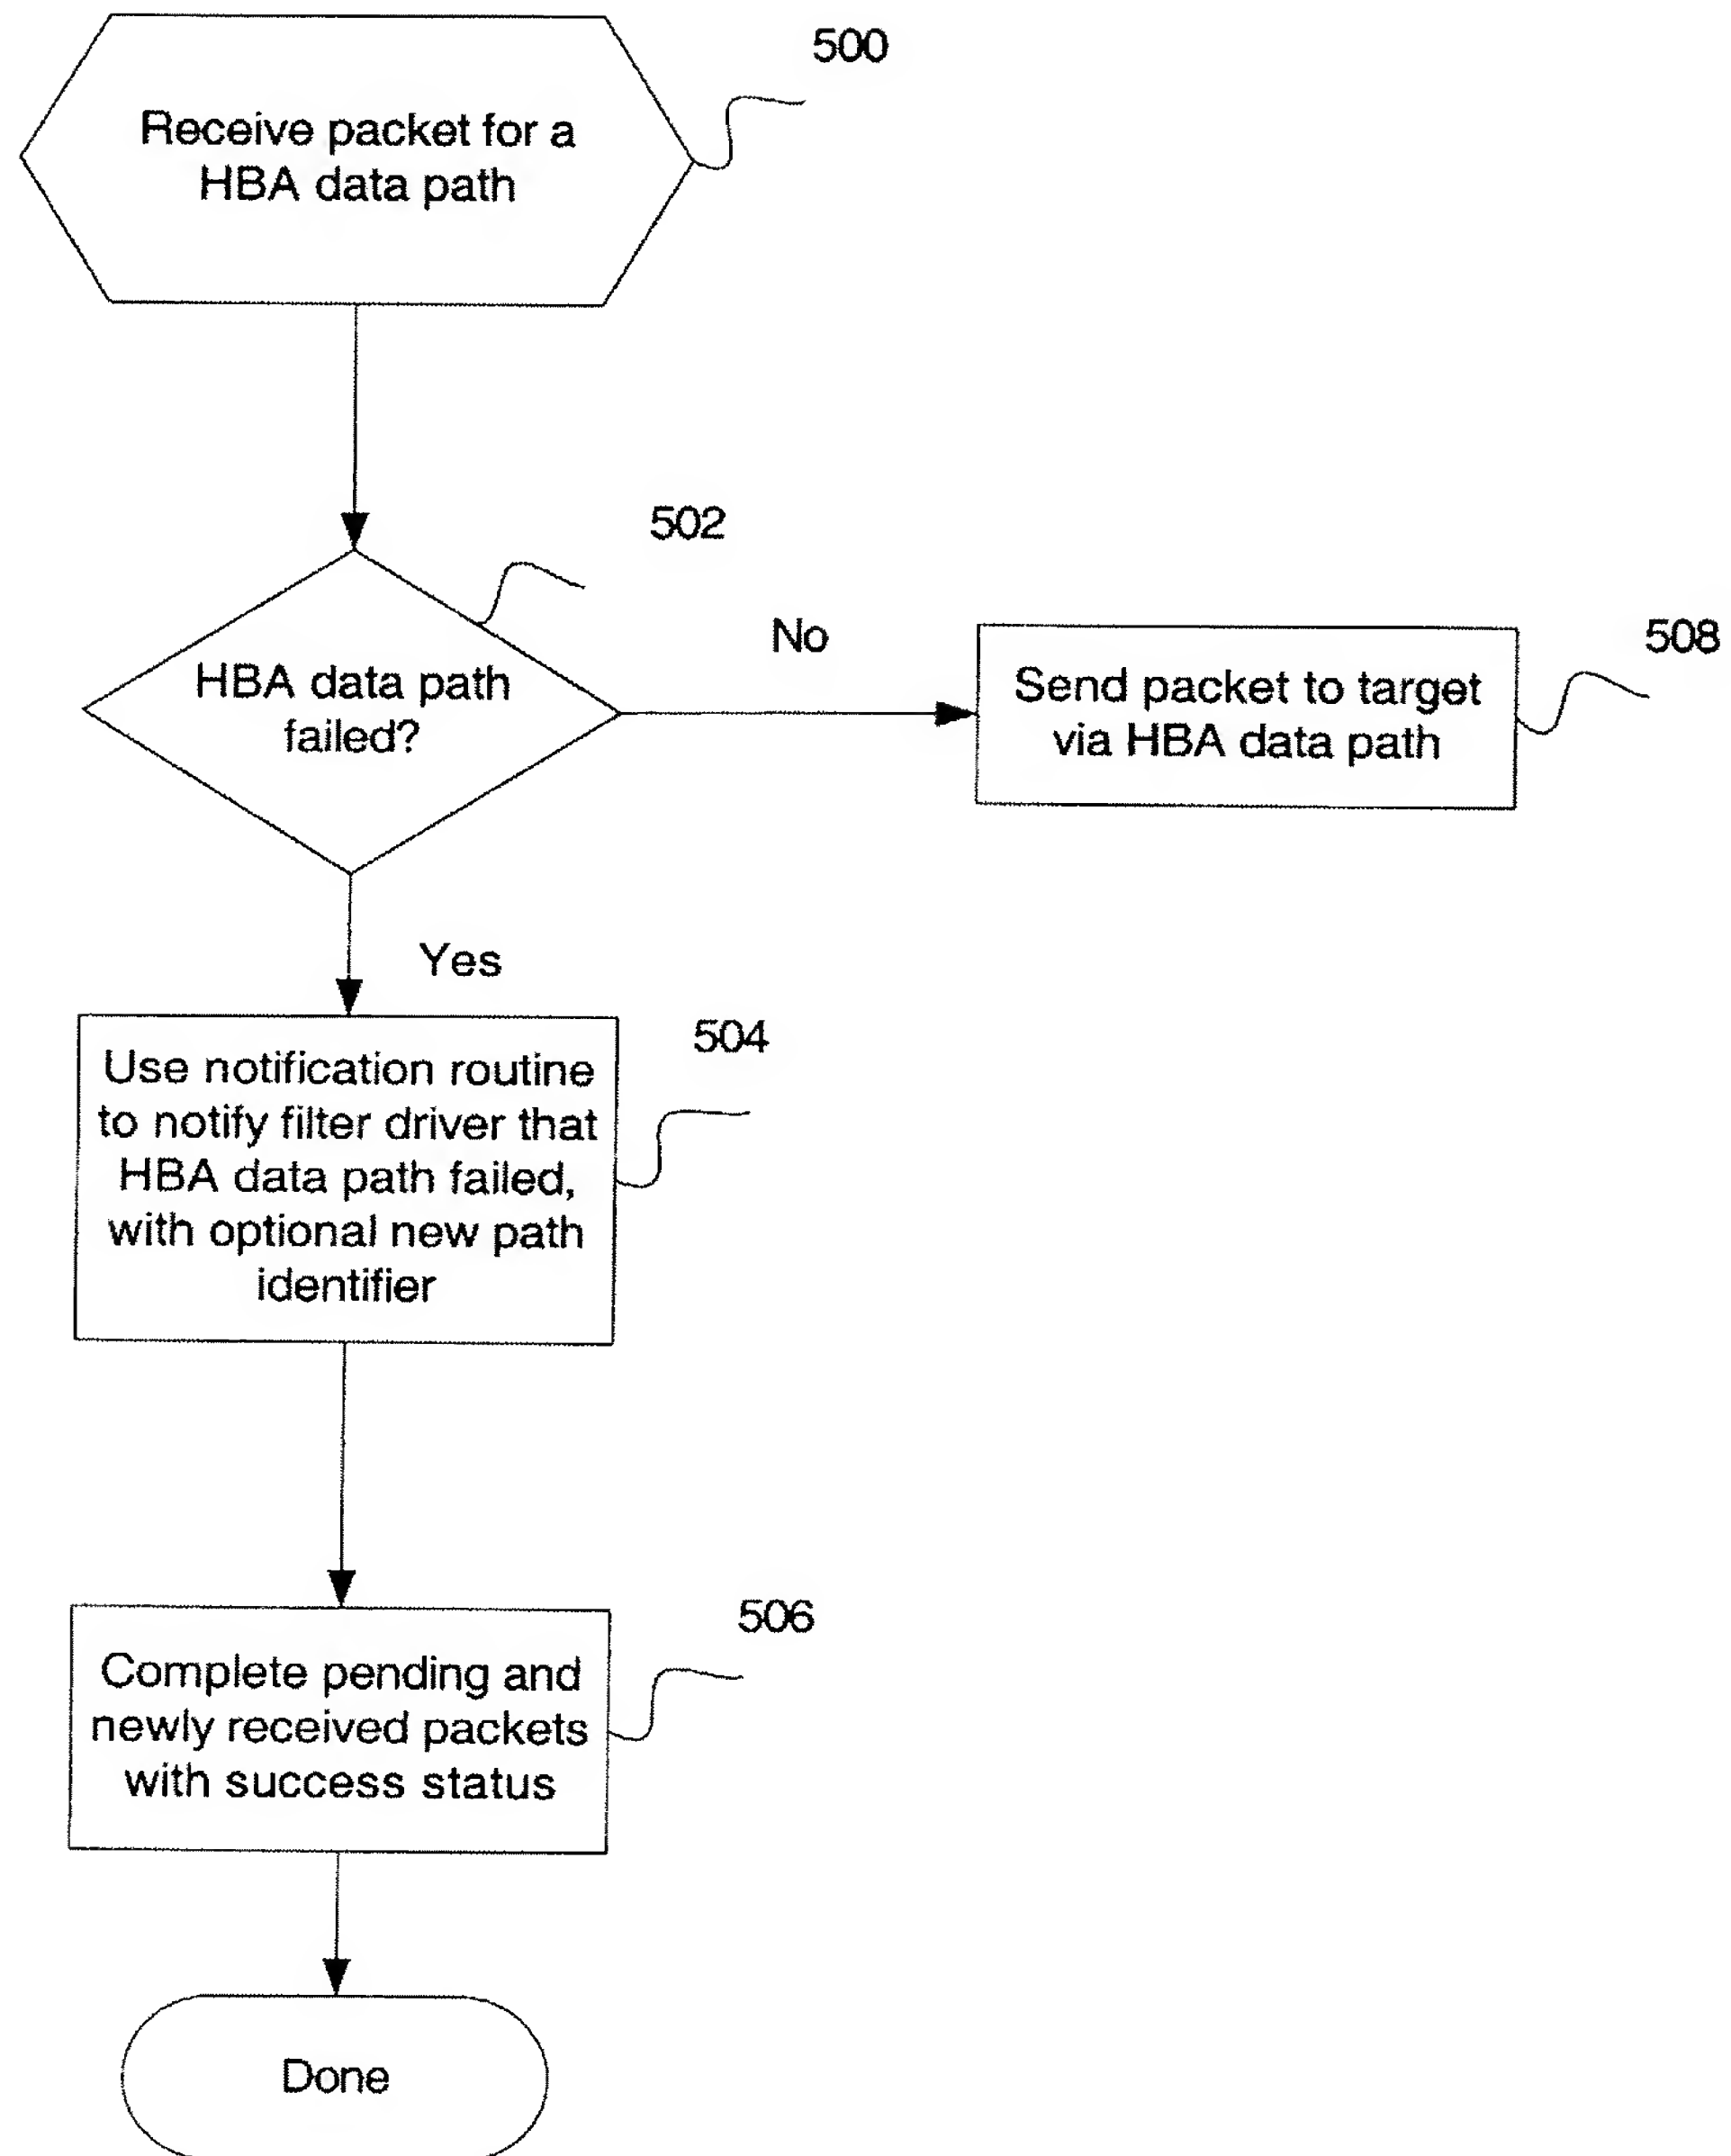 500
Receive packet for a
HBA data path
502
HBA data path
failed?
No
508
Send packet to target
via HBA data path
Yes
504
Use notification routine
to notify filter driver that
HBA data path failed,
with optional new path
identifier
506
Complete pending and
newly received packets
with success status
Done